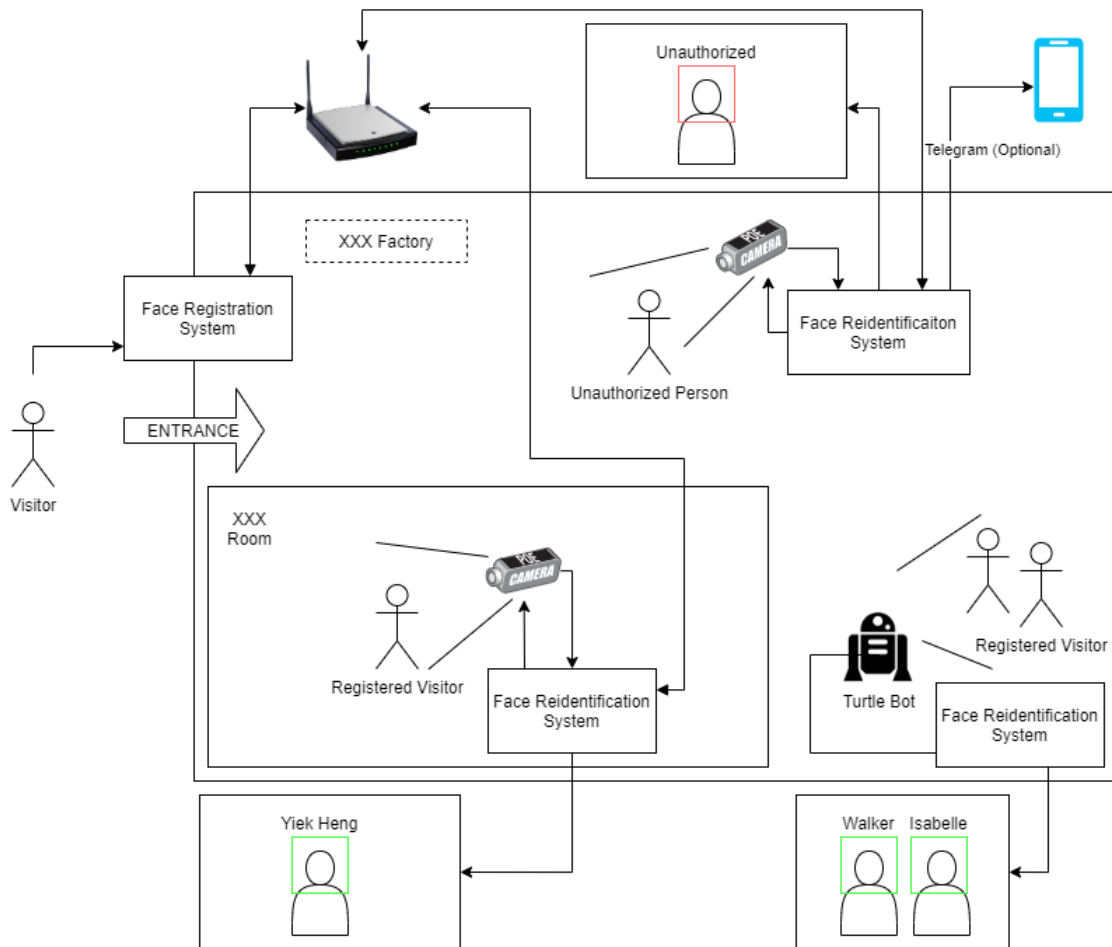 Unauthorized
Telegram (Optional)
XXX Factory
POE
CAMERA
Face Registration
System
Face Reidentificaiton
System
Unauthorized Person
ENTRANCE
Visitor
XXX
Room
POE
CAMERA
Registered Visitor
Face Reidentification
System
Registered Visitor
Turtle Bot
Face Reidentification
System
Yiek Heng
Walker
Isabelle